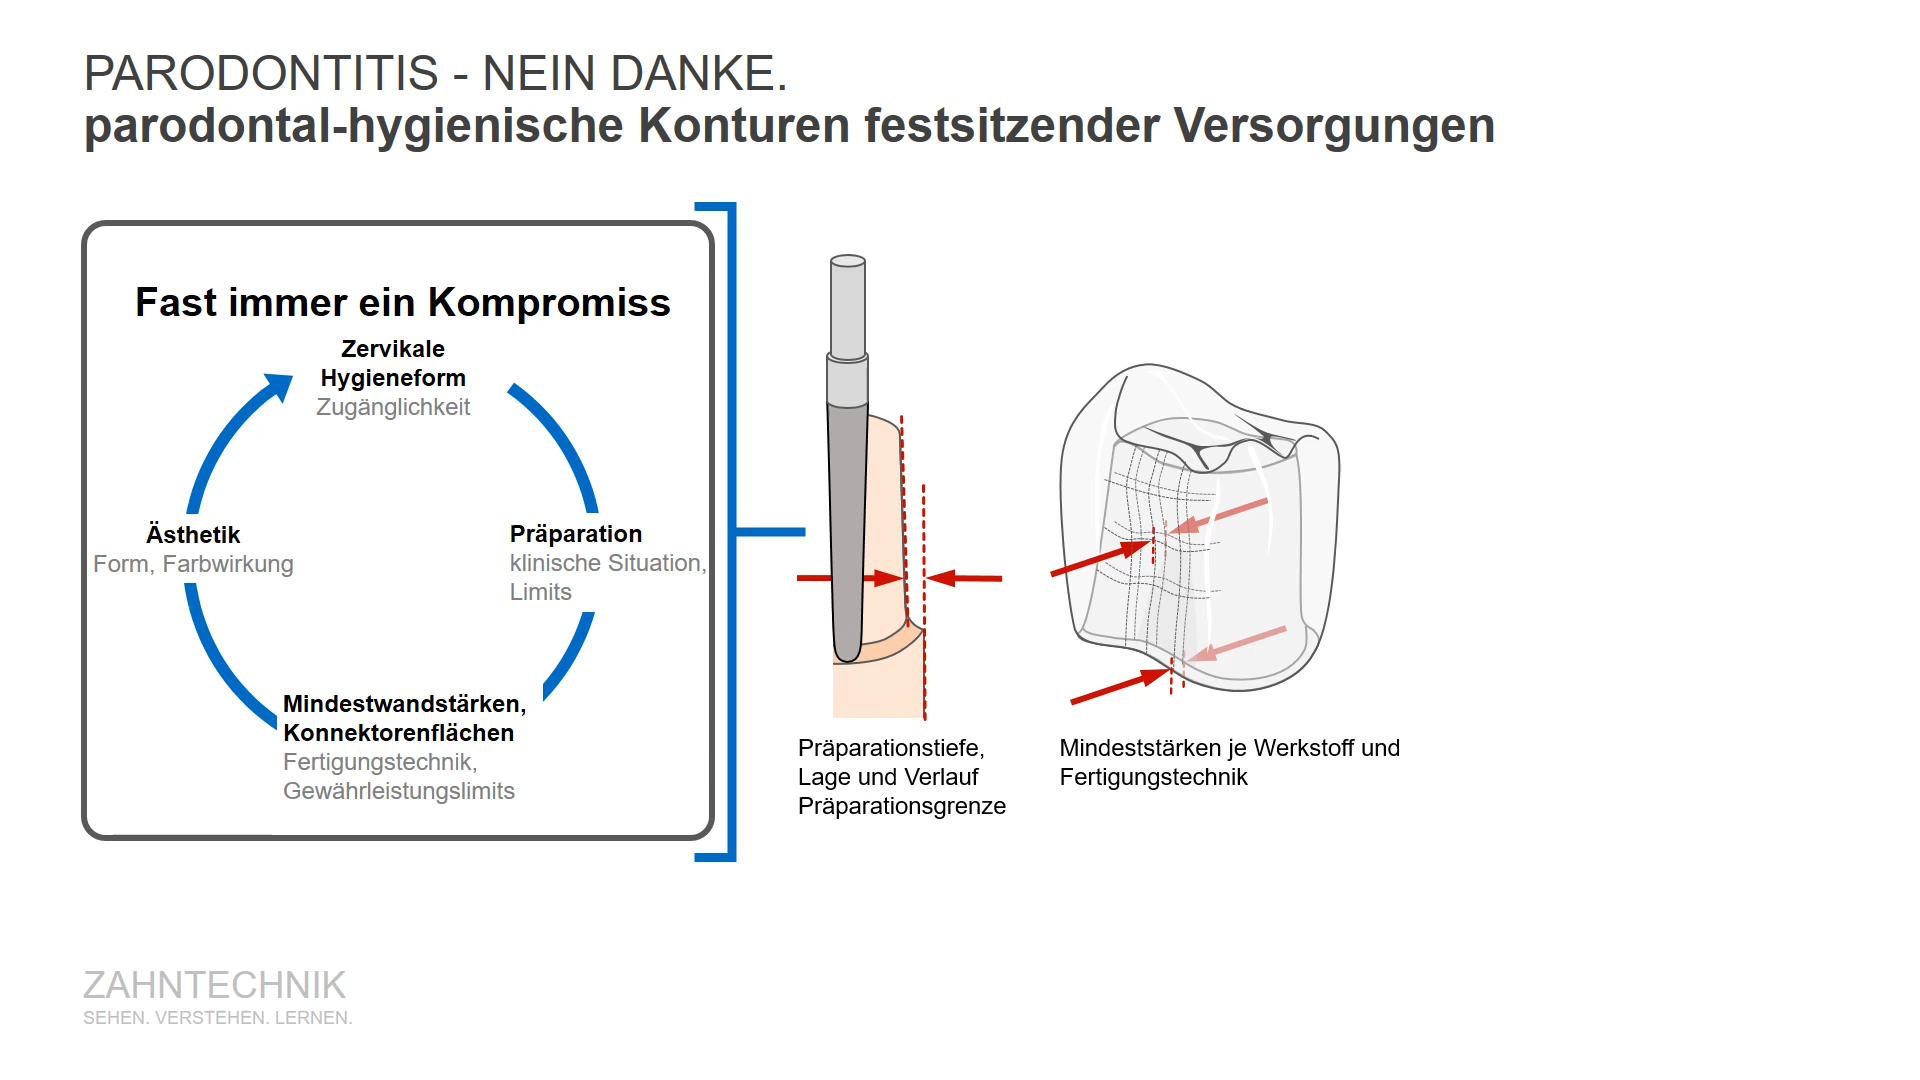 PARODONTITIS - NEIN DANKE.
parodontal-hygienische Konturen festsitzender Versorgungen
Fast immer ein Kompromiss
Zervikale
Hygieneform
Zugänglichkeit
Präparation
klinische Situation,
Limits
Mindestwandstärken,
Konnektorenflächen
Fertigungstechnik,
Gewährleistungslimits
Ästhetik
Form, Farbwirkung
Präparationstiefe,
Lage und Verlauf
Präparationsgrenze
Mindeststärken je Werkstoff und
Fertigungstechnik
ZAHNTECHNIK
SEHEN. VERSTEHEN. LERNEN.